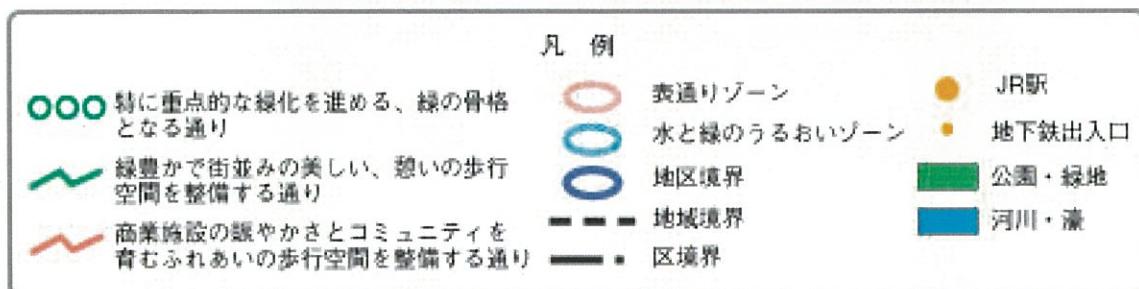 凡 例
特に重点的な緑化を進める、緑の骨格
となる通り
緑豊かで街並みの美しい、憩いの歩行
空間を整備する通り
商業施設の賑やかさとコミュニティを
育むふれあいの歩行空間を整備する通り
表通りゾーン
水と緑のうるおいゾーン
地区境界
地域境界
区境界
JR駅
地下鉄出入口
公園・緑地
河川・濠